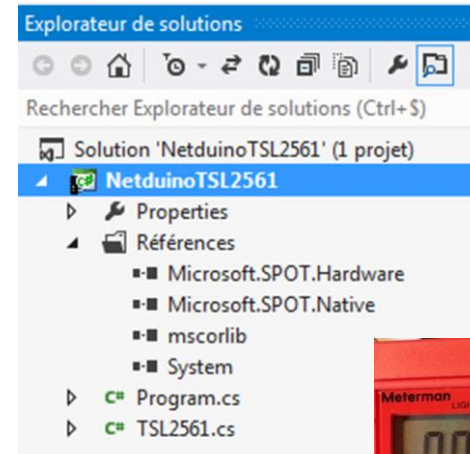 Explorateur de solutions
Rechercher Explorateur de solutions (Ctrl+$)
Solution 'NetduinoTSL2561' (1 projet)
NetduinoTSL2561
Properties
Références
Microsoft.SPOT.Hardware
Microsoft.SPOT.Native
mscorlib
System
C# Program.cs
C# TSL2561.cs
Meterman